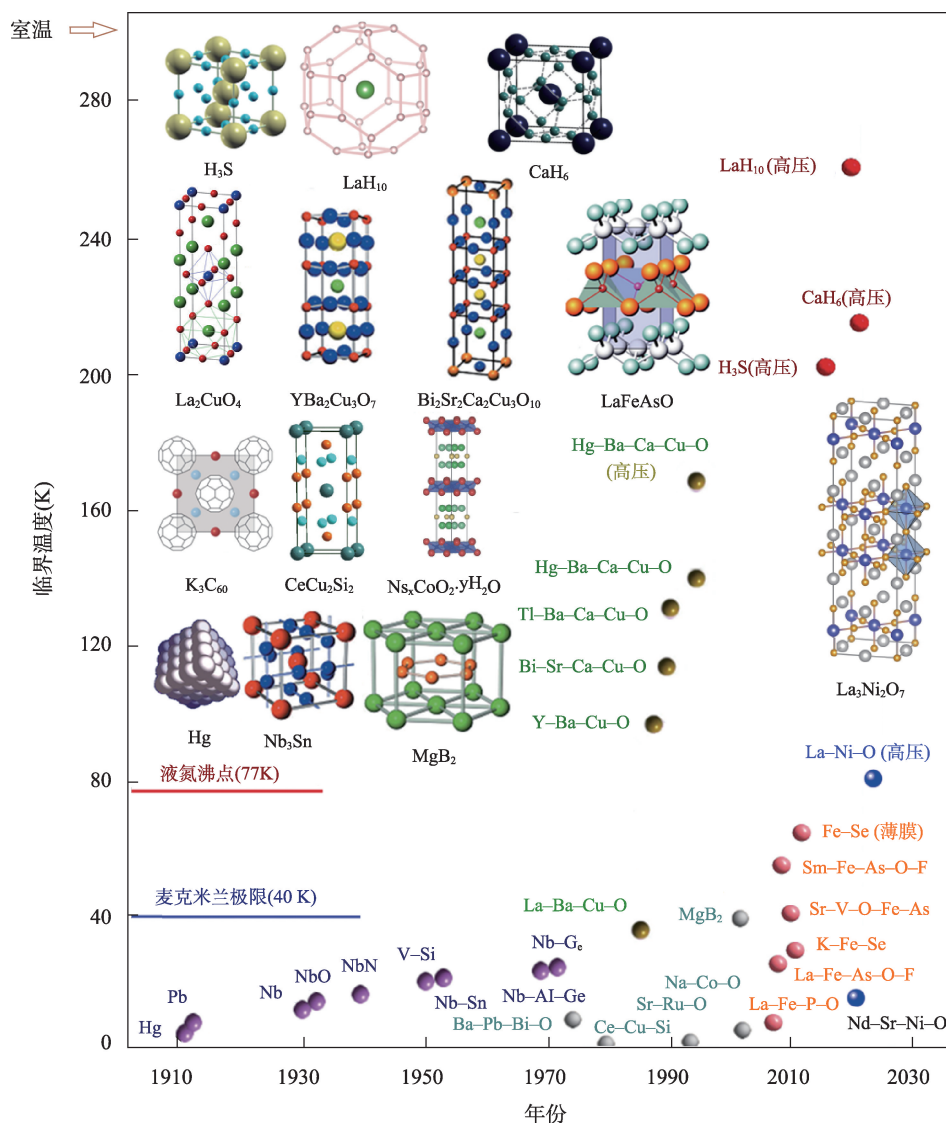 室温
280
240
200
160
120
80
40
0
临界温度(K)
H₃S
LaH₁₀
CaH₆
LaH₁₀(高压)
CaH₆(高压)
H₃S(高压)
La₂CuO₄
YBa₂Cu₃O₇
Bi₂Sr₂Ca₂Cu₃O₁₀
LaFeAsO
Hg–Ba–Ca–Cu–O
(高压)
K₃C₆₀
CeCu₂Si₂
NsₓCoO₂·yH₂O
Hg–Ba–Ca–Cu–O
Tl–Ba–Ca–Cu–O
Bi–Sr–Ca–Cu–O
Y–Ba–Cu–O
La₃Ni₂O₇
Hg
Nb₃Sn
MgB₂
液氮沸点(77K)
La–Ni–O (高压)
Fe–Se (薄膜)
Sm–Fe–As–O–F
麦克米兰极限(40 K)
La–Ba–Cu–O
MgB₂
Sr–V–O–Fe–As
K–Fe–Se
La–Fe–As–O–F
La–Fe–P–O
Nd–Sr–Ni–O
Na–Co–O
Sr–Ru–O
Ce–Cu–Si
Ba–Pb–Bi–O
Nb–Gₑ
Nb–AI–Ge
Nb–Sn
V–Si
NbN
NbO
Nb
Pb
Hg
1910
1930
1950
1970
1990
2010
2030
年份